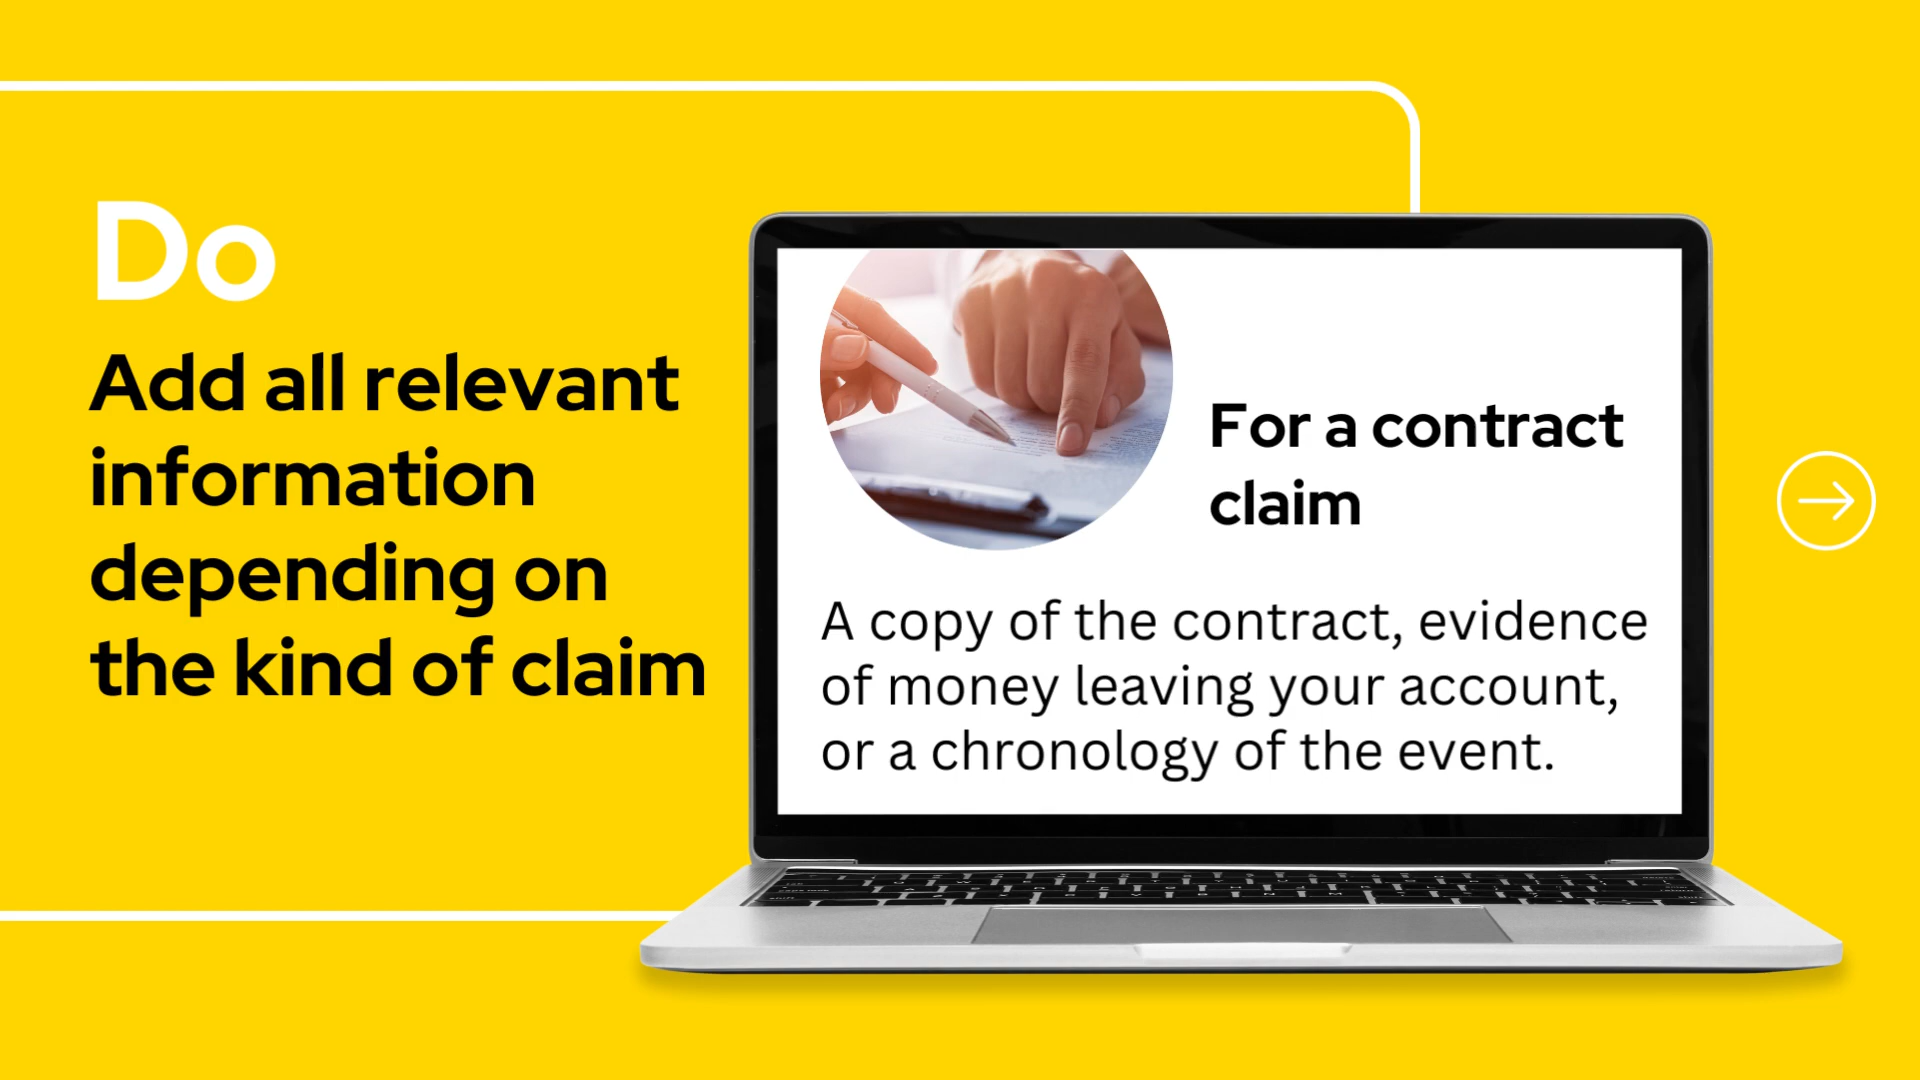 Do
Add all relevant
information
depending on
the kind of claim
For a contract
claim
A copy of the contract, evidence
of money leaving your account,
or a chronology of the event.